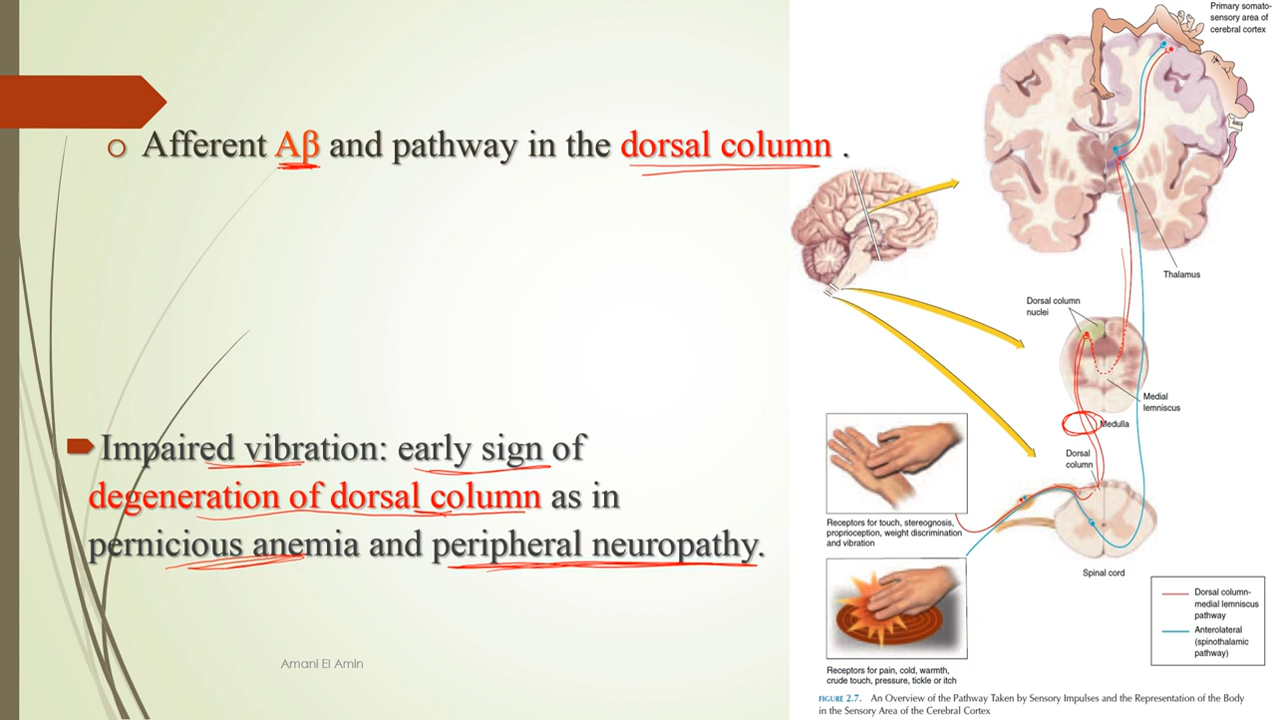 Afferent Aβ and pathway in the dorsal column .
Impaired vibration: early sign of
degeneration of dorsal column as in
pernicious anemia and peripheral neuropathy.
Amani El Amin
Primary somato-
sensory area of
cerebral cortex
Thalamus
Dorsal column
nuclei
Medial
lemniscus
Medulla
Dorsal
column
Receptors for touch, stereognosis,
proprioception, weight discrimination
and vibration
Spinal cord
Receptors for pain, cold, warmth,
crude touch, pressure, tickle or itch
Dorsal column-
medial lemniscus
pathway
Anterolateral
(spinothalamic
pathway)
FIGURE 2.7. An Overview of the Pathway Taken by Sensory Impulses and the Representation of the Body
in the Sensory Area of the Cerebral Cortex